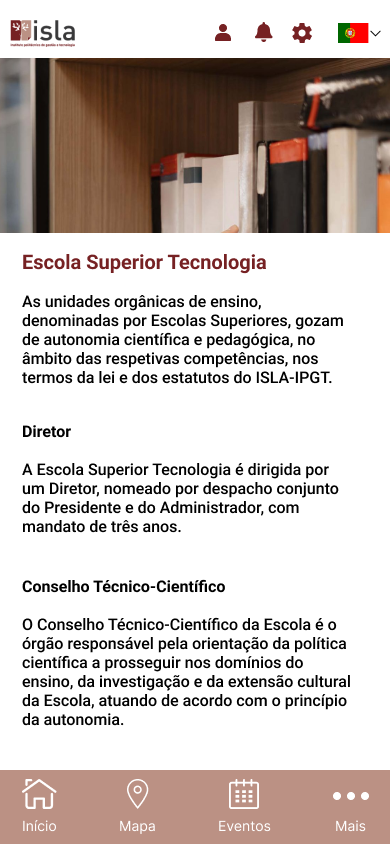 isla
instituto politécnico de gestão e tecnologia
Escola Superior Tecnologia
As unidades orgânicas de ensino,
denominadas por Escolas Superiores, gozam
de autonomia científica e pedagógica, no
âmbito das respetivas competências, nos
termos da lei e dos estatutos do ISLA-IPGT.
Diretor
A Escola Superior Tecnologia é dirigida por
um Diretor, nomeado por despacho conjunto
do Presidente e do Administrador, com
mandato de três anos.
Conselho Técnico-Científico
O Conselho Técnico-Científico da Escola é o
órgão responsável pela orientação da política
científica a prosseguir nos domínios do
ensino, da investigação e da extensão cultural
da Escola, atuando de acordo com o princípio
da autonomia.
Início
Mapa
Eventos
Mais